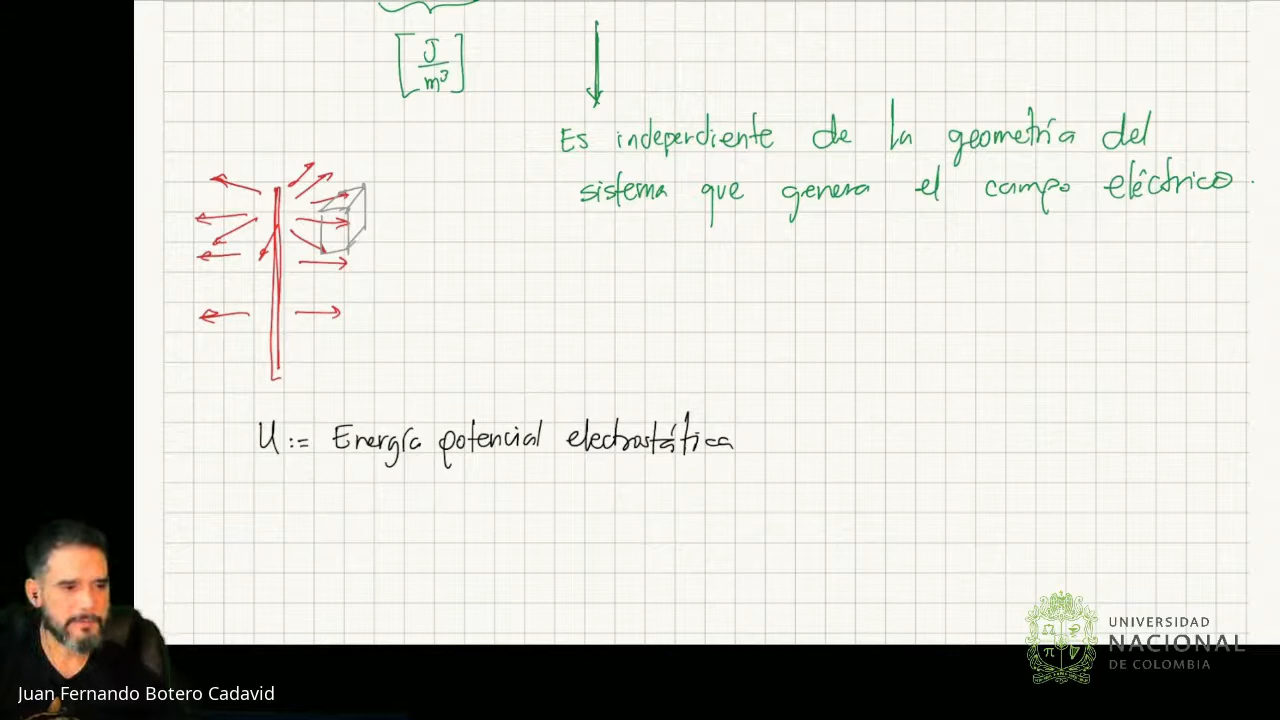 [J/m³]
Es independiente de la geometría del
sistema que genera el campo eléctrico.
U := Energía potencial electrostática
UNIVERSIDAD
NACIONAL
DE COLOMBIA
Juan Fernando Botero Cadavid